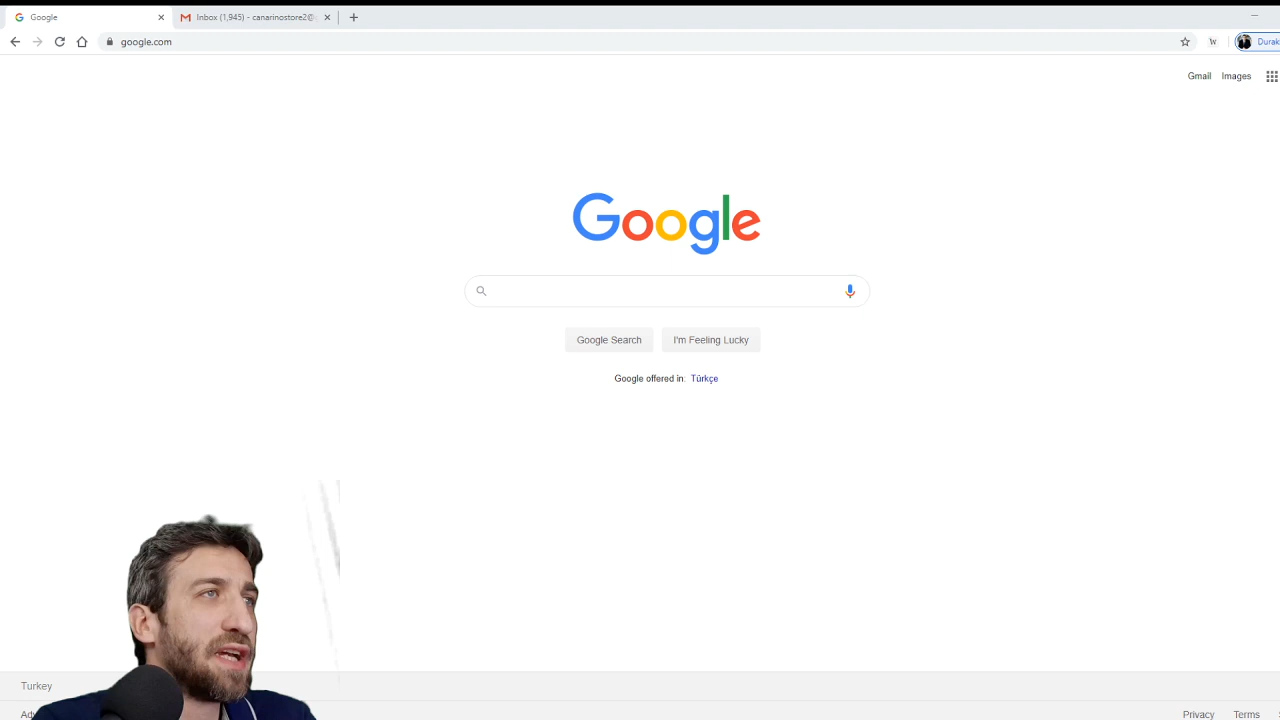 Google
Inbox (1,945) - canarinostore2@
google.com
W
Durak
Gmail Images
Google
Google Search I'm Feeling Lucky
Google offered in: Türkçe
Turkey
Privacy Terms